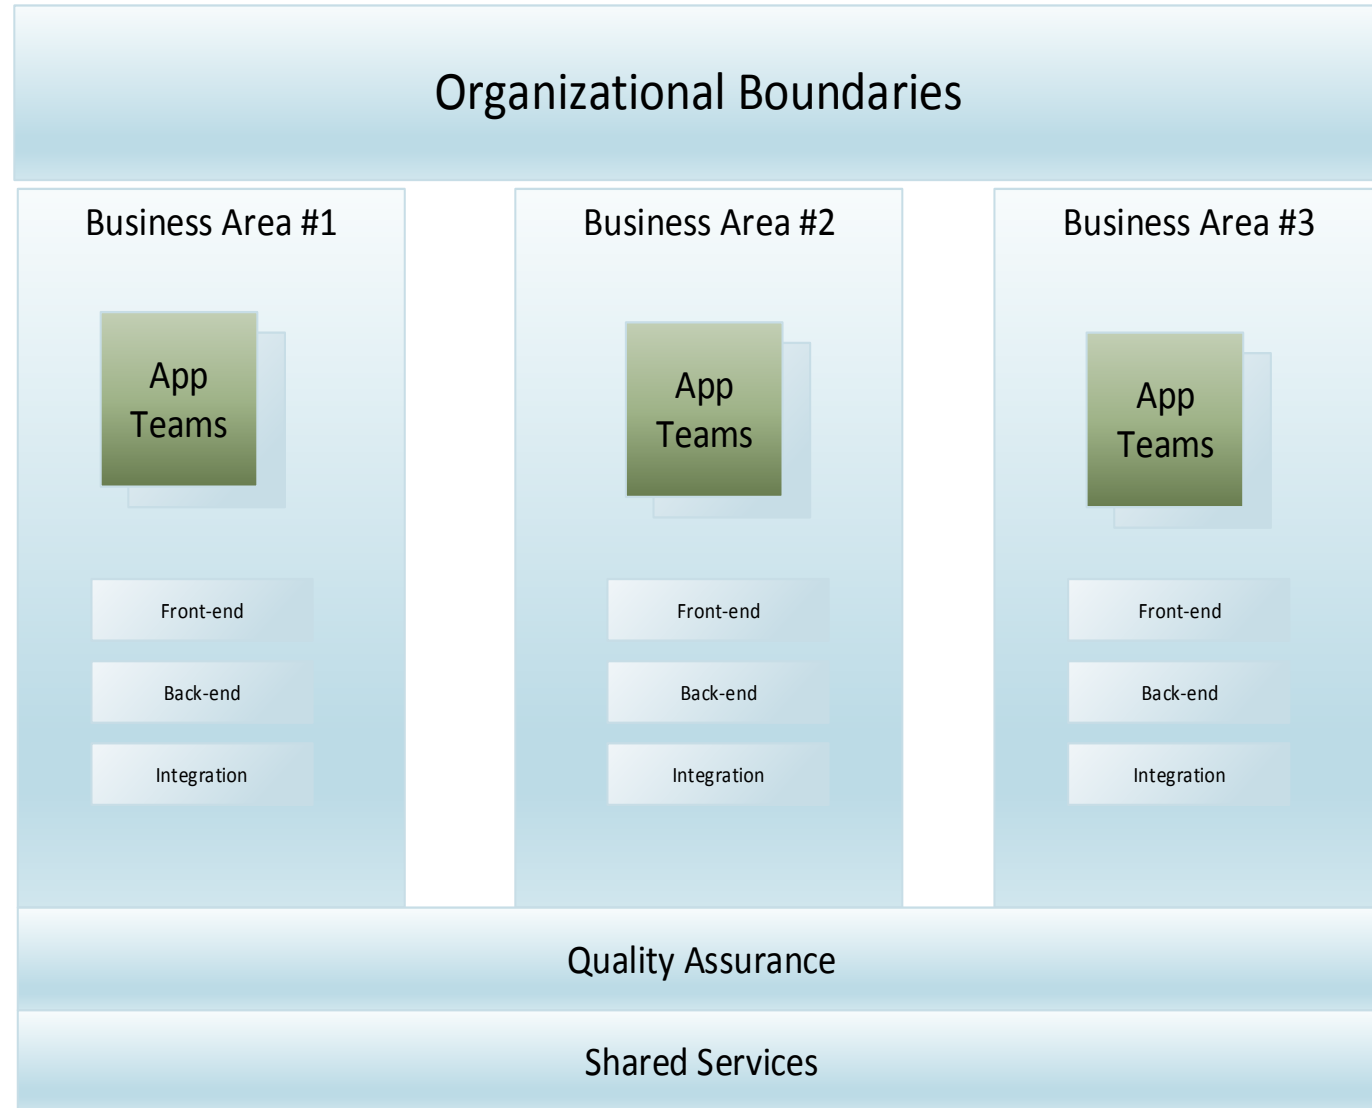 Organizational Boundaries
Business Area #1
App
Teams
Front-end
Back-end
Integration
Business Area #2
App
Teams
Front-end
Back-end
Integration
Business Area #3
App
Teams
Front-end
Back-end
Integration
Quality Assurance
Shared Services